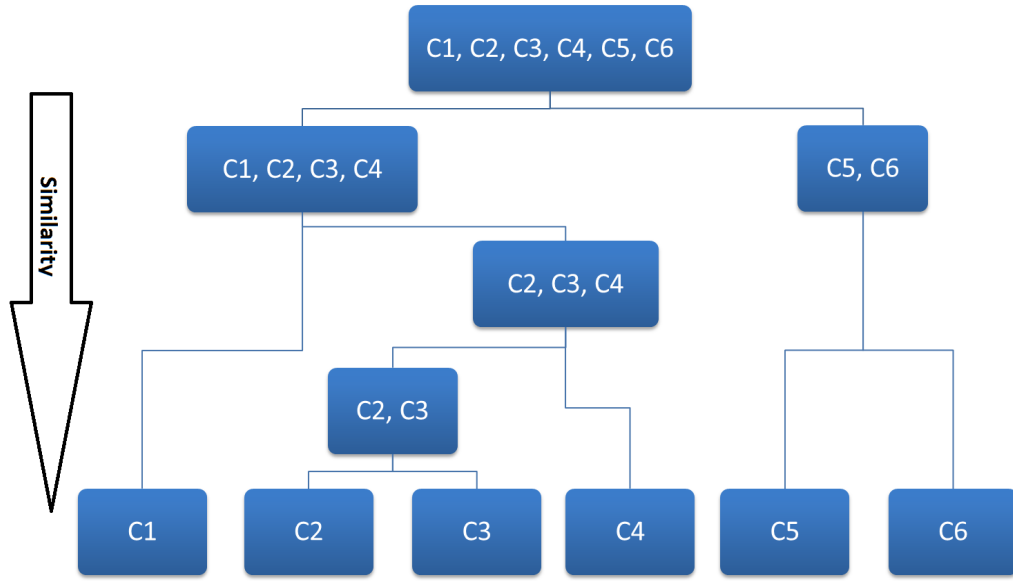 C1, C2, C3, C4, C5, C6
Similarity
C1, C2, C3, C4
C5, C6
C2, C3, C4
C2, C3
C1
C2
C3
C4
C5
C6